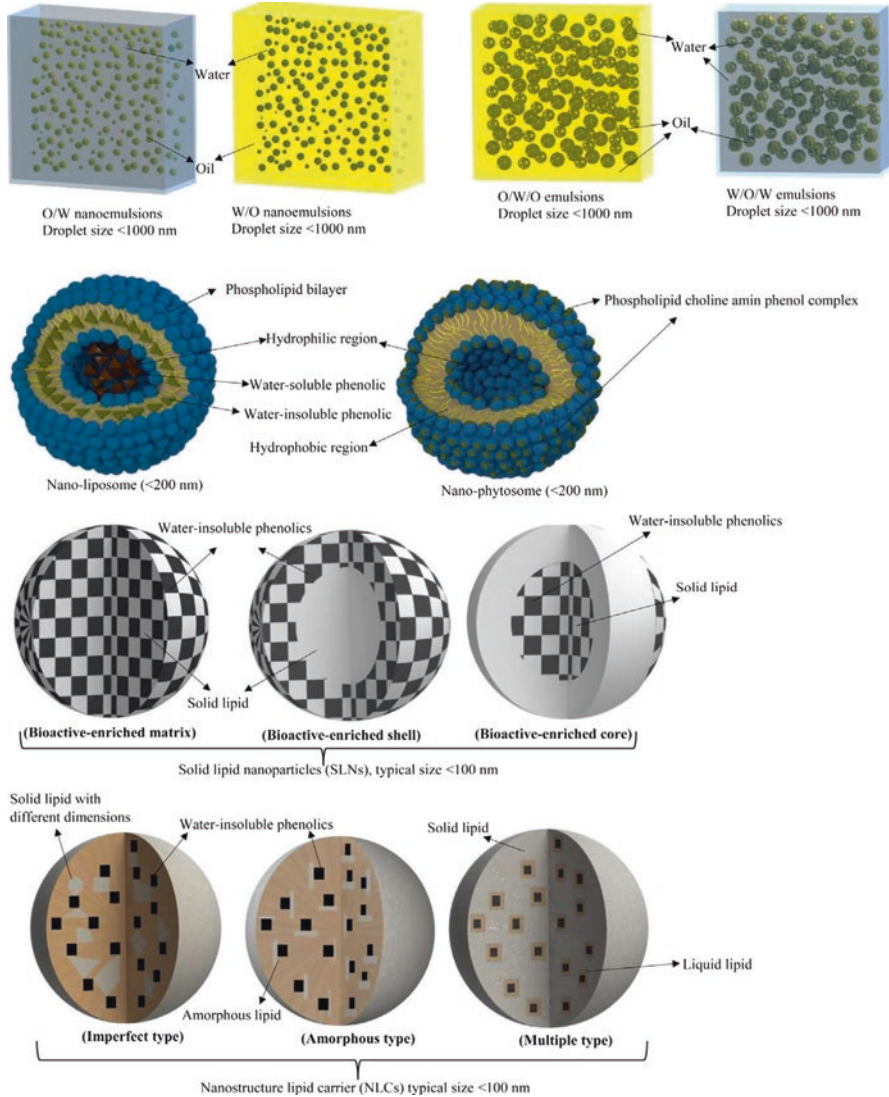 Water
Oil
Water
Oil
O/W nanoemulsions
Droplet size <1000 nm
W/O nanoemulsions
Droplet size <1000 nm
O/W/O emulsions
Droplet size <1000 nm
W/O/W emulsions
Droplet size <1000 nm
Phospholipid bilayer
Phospholipid choline amin phenol complex
Hydrophilic region
Water-soluble phenolic
Water-insoluble phenolic
Hydrophobic region
Nano-liposome (<200 nm)
Nano-phytosome (<200 nm)
Water-insoluble phenolics
Water-insoluble phenolics
Solid lipid
Solid lipid
(Bioactive-enriched matrix)
(Bioactive-enriched shell)
(Bioactive-enriched core)
Solid lipid nanoparticles (SLNs), typical size <100 nm
Solid lipid with
different dimensions
Water-insoluble phenolics
Solid lipid
Liquid lipid
Amorphous lipid
(Imperfect type)
(Amorphous type)
(Multiple type)
Nanostructure lipid carrier (NLCs) typical size <100 nm